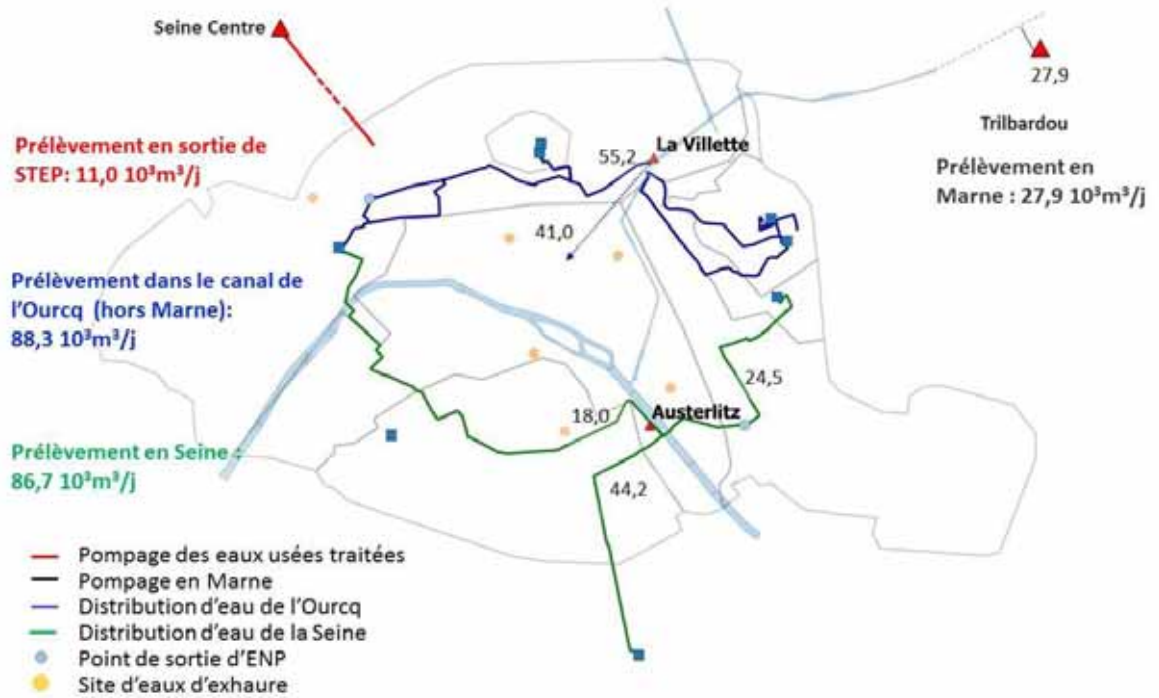 Seine Centre
27,9
Trilbardou
Prélèvement en sortie de
STEP: 11,0 10³m³/j
La Villette
55,2
Prélèvement en
Marne : 27,9 10³m³/j
41,0
Prélèvement dans le canal de
l'Ourcq (hors Marne):
88,3 10³m³/j
24,5
18,0
Austerlitz
Prélèvement en Seine :
86,7 10³m³/j
44,2
Pompage des eaux usées traitées
Pompage en Marne
Distribution d'eau de l'Ourcq
Distribution d'eau de la Seine
Point de sortie d'ENP
Site d'eaux d'exhaure